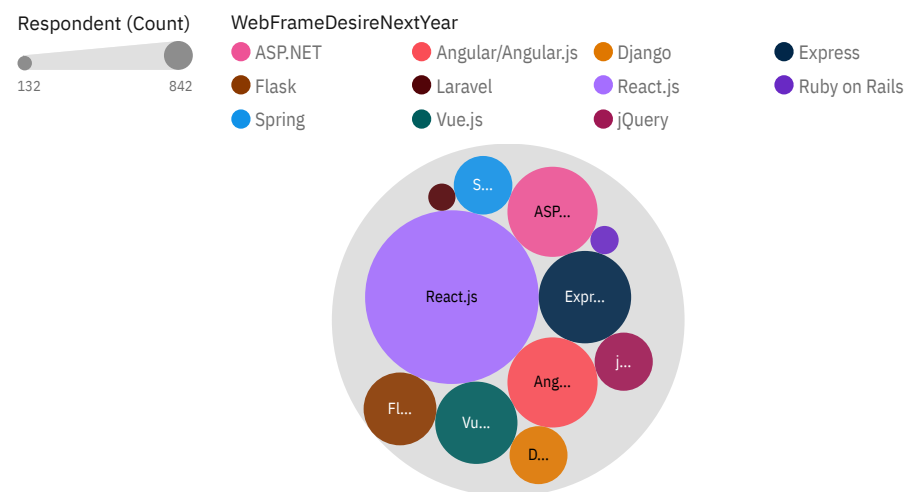 Respondent (Count)
132
842
WebFrameDesireNextYear
ASP.NET
Angular/Angular.js
Django
Express
Flask
Laravel
React.js
Ruby on Rails
Spring
Vue.js
jQuery
S...
ASP...
React.js
Expr...
j...
Ang...
Fl...
Vu...
D...